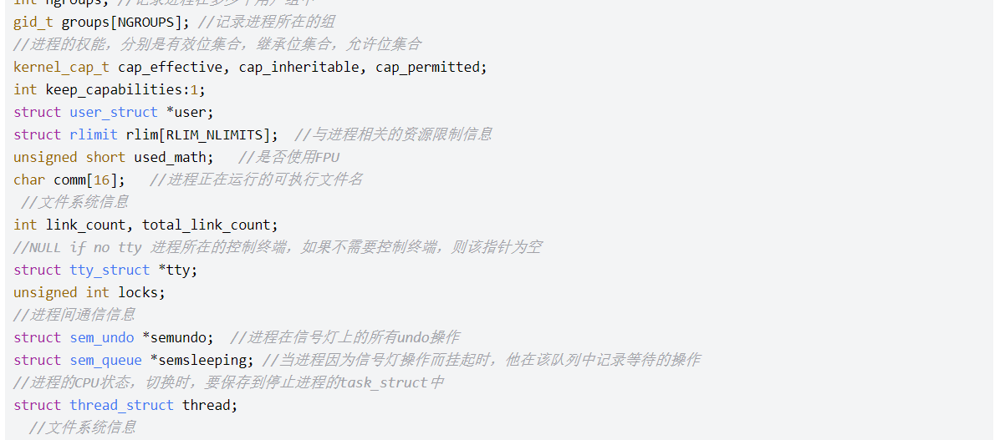 int ngroups; //记录进程在多少个用户组中
gid_t groups[NGROUPS]; //记录进程所在的组
//进程的权能，分别是有效位集合，继承位集合，允许位集合
kernel_cap_t cap_effective, cap_inheritable, cap_permitted;
int keep_capabilities:1;
struct user_struct *user;
struct rlimit rlim[RLIM_NLIMITS];  //与进程相关的资源限制信息
unsigned short used_math;   //是否使用FPU
char comm[16];   //进程正在运行的可执行文件名
 //文件系统信息
int link_count, total_link_count;
//NULL if no tty 进程所在的控制终端，如果不需要控制终端，则该指针为空
struct tty_struct *tty;
unsigned int locks;
//进程间通信信息
struct sem_undo *semundo;  //进程在信号灯上的所有undo操作
struct sem_queue *semsleeping; //当进程因为信号灯操作而挂起时，他在该队列中记录等待的操作
//进程的CPU状态，切换时，要保存到停止进程的task_struct中
struct thread_struct thread;
  //文件系统信息